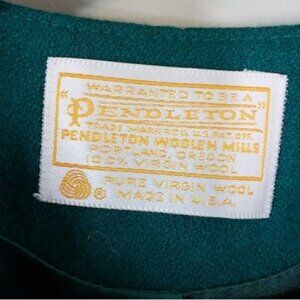 WARRANTED TO BE A
"PENDLETON"
TRADE MARK REG. U.S. PAT. OFF.
PENDLETON WOOLEN MILLS
PORTLAND, OREGON
100% VIRGIN WOOL
PURE VIRGIN WOOL
® MADE IN U.S.A.